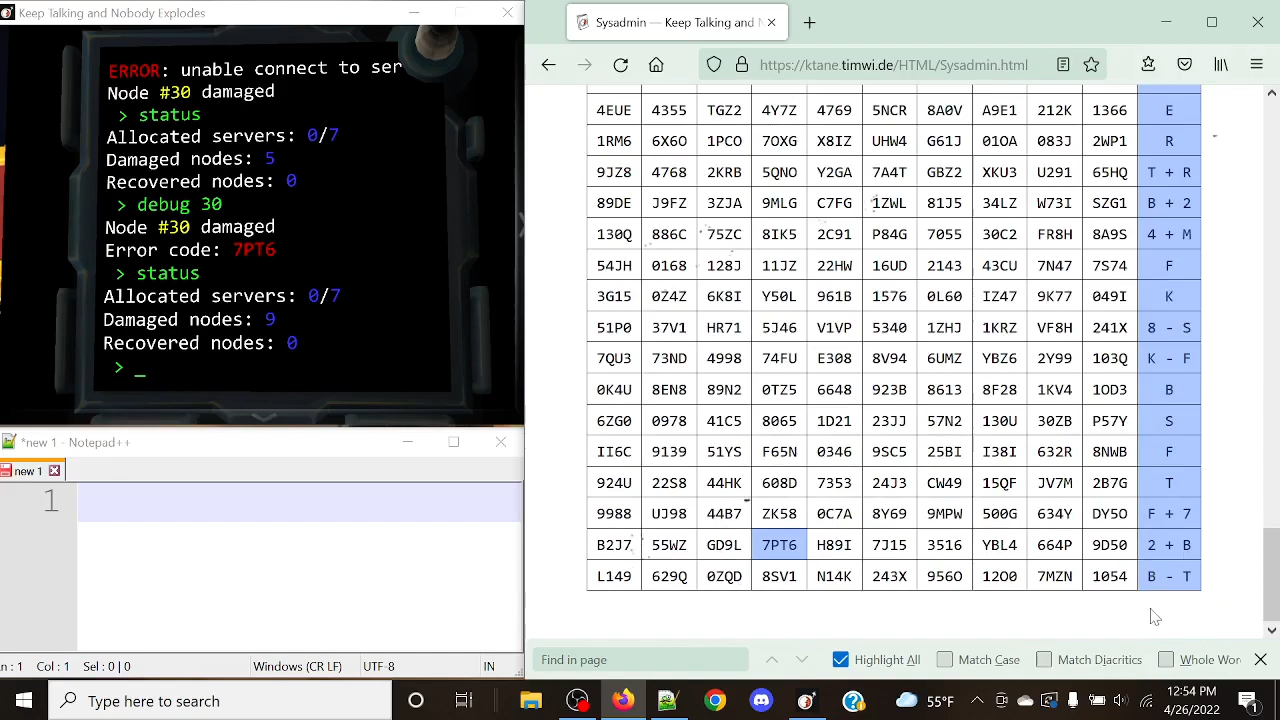 Keep Talking and Nobody Explodes
ERROR: unable connect to ser
Node #30 damaged
> status
Allocated servers: 0/7
Damaged nodes: 5
Recovered nodes: 0
> debug 30
Node #30 damaged
Error code: 7PT6
> status
Allocated servers: 0/7
Damaged nodes: 9
Recovered nodes: 0
> _
*new 1 - Notepad++
new 1
1
Ln : 1 Col : 1 Sel : 0 | 0 Windows (CR LF) UTF-8 IN
Sysadmin — Keep Talking and N
https://ktane.timwi.de/HTML/Sysadmin.html
4EUE 4355 TGZ2 4Y7Z 4769 5NCR 8A0V A9E1 212K 1366 E
1RM6 6X6O 1PCO 7OXG X8IZ UHW4 G61J 01OA 083J 2WP1 R
9JZ8 4768 2KRB 5QNO Y2GA 7A4T GBZ2 XKU3 U291 65HQ T + R
89DE J9FZ 3ZJA 9MLG C7FG 1ZWL 81J5 34LZ W73I SZG1 B + 2
130Q 886C 75ZC 8IK5 2C91 P84G 7055 30C2 FR8H 8A9S 4 + M
54JH 0168 128J 11JZ 22HW 16UD 2143 43CU 7N47 7S74 F
3G15 0Z4Z 6K8I Y50L 961B 1576 0L60 IZ47 9K77 049I K
51P0 37V1 HR71 5J46 V1VP 5340 1ZHJ 1KRZ VF8H 241X 8 - S
7QU3 73ND 4998 74FU E308 8V94 6UMZ YBZ6 2Y99 103Q K - F
0K4U 8EN8 89N2 0TZ5 6648 923B 8613 8F28 1KV4 1OD3 B
6ZG0 0978 41C5 8065 1D21 23JJ 57N2 130U 30ZB P57Y S
II6C 9139 51YS F65N 0346 9SC5 25BI I38I 632R 8NWB F
924U 22S8 44HK 608D 7353 24J3 CW49 15QF JV7M 2B7G T
9988 UJ98 44B7 ZK58 0C7A 8Y69 9MPW 500G 634Y DY5O F + 7
B2J7 55WZ GD9L 7PT6 H89I 7J15 3516 YBL4 664P 9D50 2 + B
L149 629Q 0ZQD 8SV1 N14K 243X 956O 12O0 7MZN 1054 B - T
Find in page Highlight All Match Case Match Diacritics Whole Wo
Type here to search
55°F
12:54 PM
4/26/2022